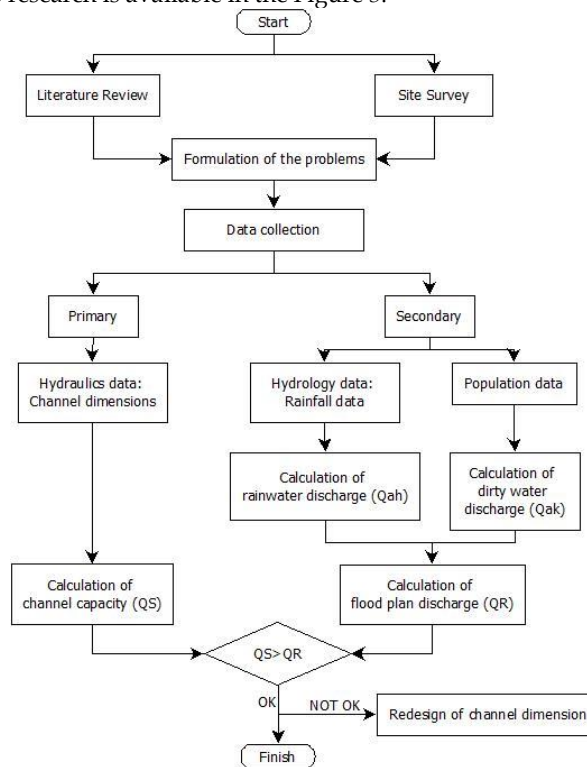 research is available in the Figure 3.
Start
Literature Review
Site Survey
Formulation of the problems
Data collection
Primary
Secondary
Hydraulics data:
Channel dimensions
Hydrology data:
Rainfall data
Population data
Calculation of
rainwater discharge (Qah)
Calculation of
dirty water
discharge (Qak)
Calculation of
channel capacity (QS)
Calculation of
flood plan discharge (QR)
QS>QR
OK
NOT OK
Redesign of channel dimension
Finish